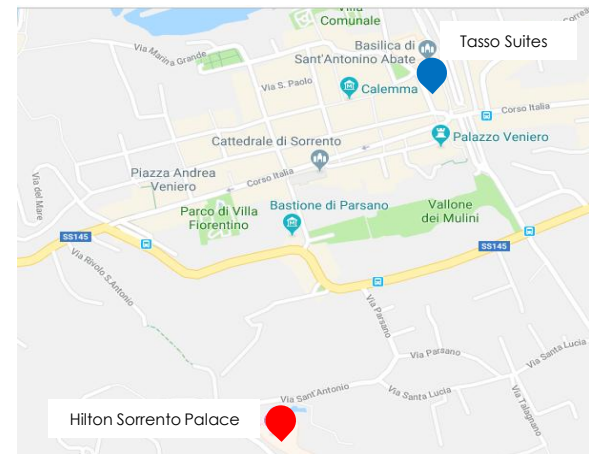 Villa
Comunale
Correa
Via Marina Grande
Basilica di
Sant'Antonino Abate
Tasso Suites
Via S. Paolo
Calemma
Corso Italia
Cattedrale di Sorrento
Palazzo Veniero
Piazza Andrea
Veniero
Corso Italia
Via del Mare
Parco di Villa
Fiorentino
Bastione di Parsano
Vallone
dei Mulini
SS145
SS145
Via Rivolo S.Antonio
Via Parsano
Via Parsano
Via Santa Lucia
Via Sant'Antonio
Via Santa Lucia
Via Talagnano
Hilton Sorrento Palace